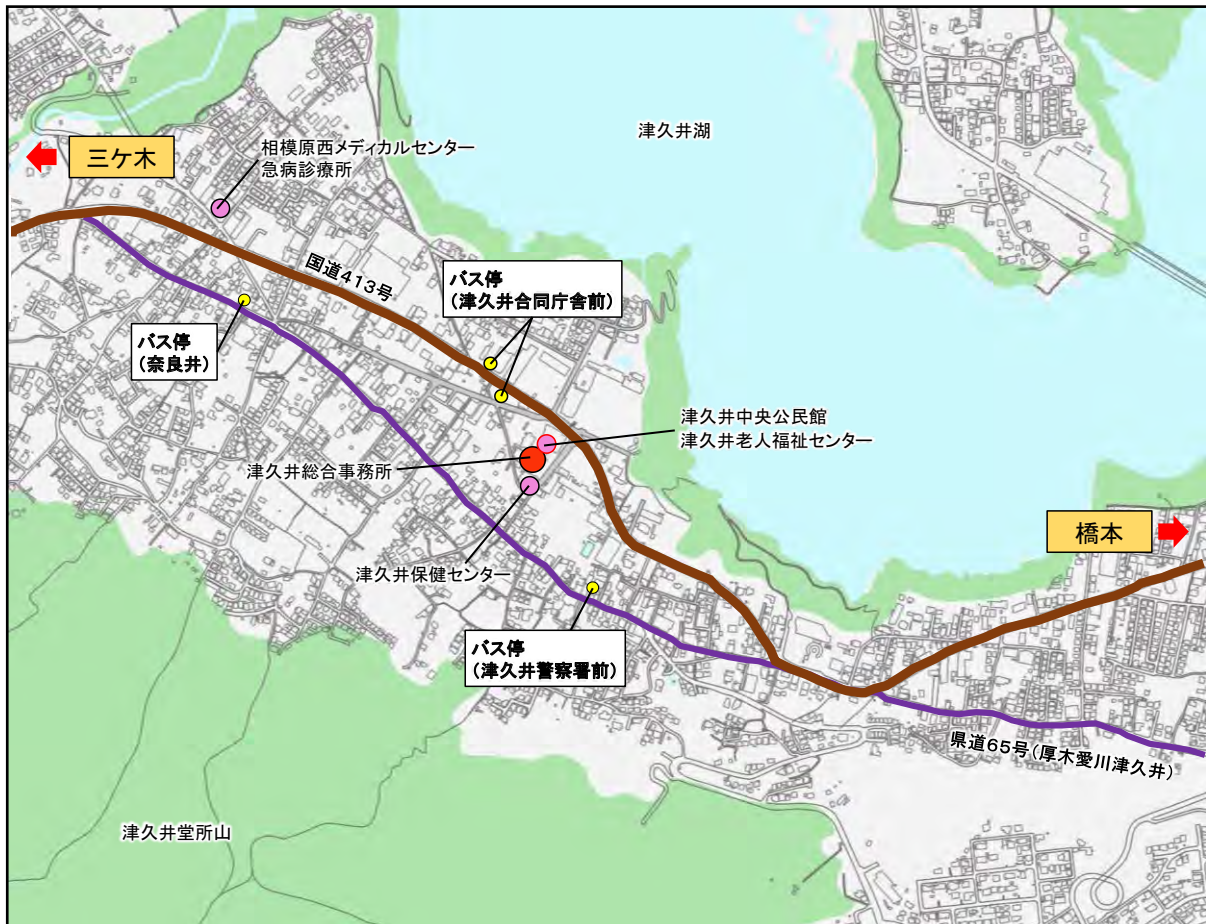 津久井湖
三ケ木
相模原西メディカルセンター
急病診療所
国道413号
バス停
(津久井合同庁舎前)
バス停
(奈良井)
津久井中央公民館
津久井老人福祉センター
津久井総合事務所
橋本
津久井保健センター
バス停
(津久井警察署前)
県道65号(厚木愛川津久井)
津久井堂所山